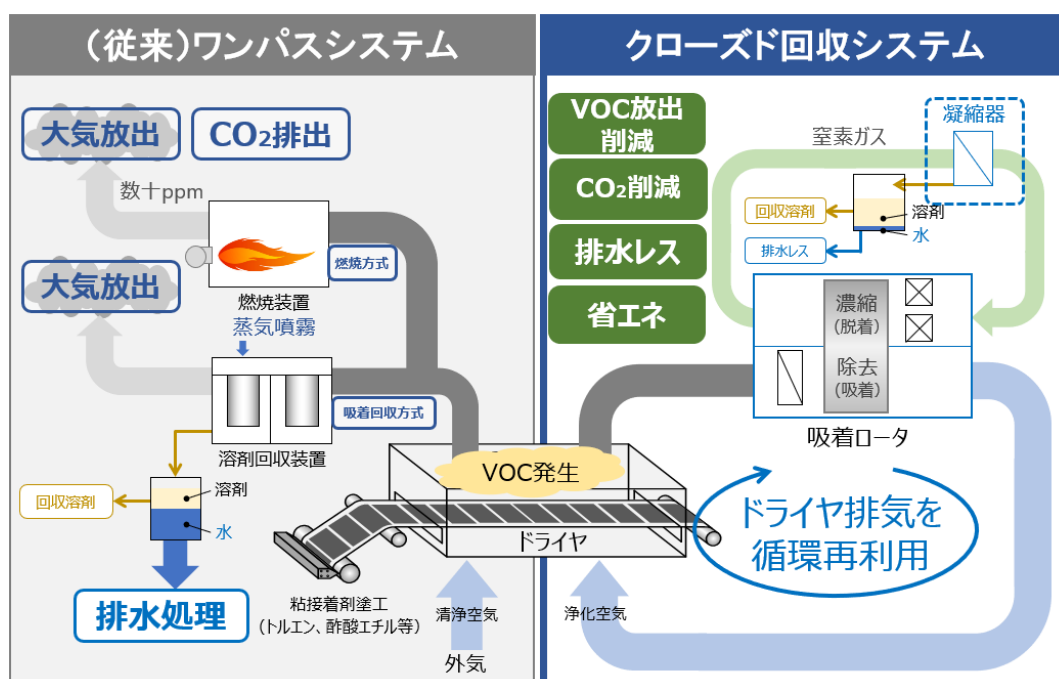 （従来）ワンパスシステム
クローズド回収システム
大気放出
CO₂排出
数十ppm
燃焼方式
燃焼装置
大気放出
蒸気噴霧
吸着回収方式
溶剤回収装置
回収溶剤
溶剤
水
排水処理
粘接着剤塗工
（トルエン、酢酸エチル等）
VOC発生
ドライヤ
清浄空気
外気
浄化空気
VOC放出
削減
CO₂削減
排水レス
省エネ
窒素ガス
凝縮器
回収溶剤
溶剤
水
排水レス
濃縮
（脱着）
除去
（吸着）
吸着ロータ
ドライヤ排気を
循環再利用